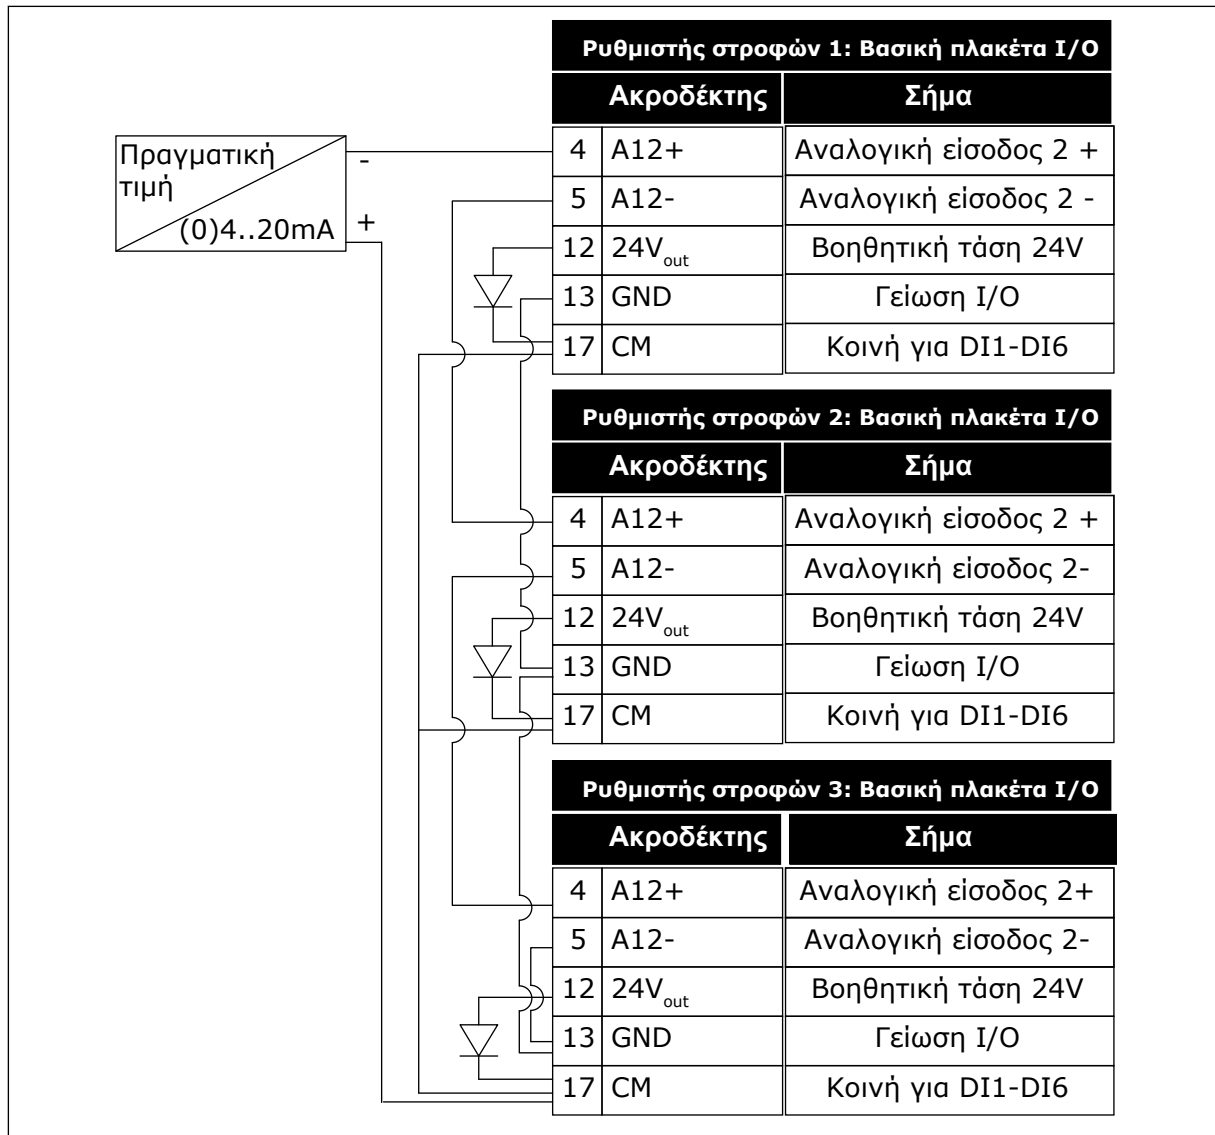 Ρυθμιστής στροφών 1: Βασική πλακέτα I/O
Ακροδέκτης Σήμα
Πραγματική
τιμή
(0)4..20mA
-
+
4 A12+ Αναλογική είσοδος 2 +
5 A12- Αναλογική είσοδος 2 -
12 24Vout Βοηθητική τάση 24V
13 GND Γείωση I/O
17 CM Κοινή για DI1-DI6
Ρυθμιστής στροφών 2: Βασική πλακέτα I/O
Ακροδέκτης Σήμα
4 A12+ Αναλογική είσοδος 2 +
5 A12- Αναλογική είσοδος 2-
12 24Vout Βοηθητική τάση 24V
13 GND Γείωση I/O
17 CM Κοινή για DI1-DI6
Ρυθμιστής στροφών 3: Βασική πλακέτα I/O
Ακροδέκτης Σήμα
4 A12+ Αναλογική είσοδος 2+
5 A12- Αναλογική είσοδος 2-
12 24Vout Βοηθητική τάση 24V
13 GND Γείωση I/O
17 CM Κοινή για DI1-DI6